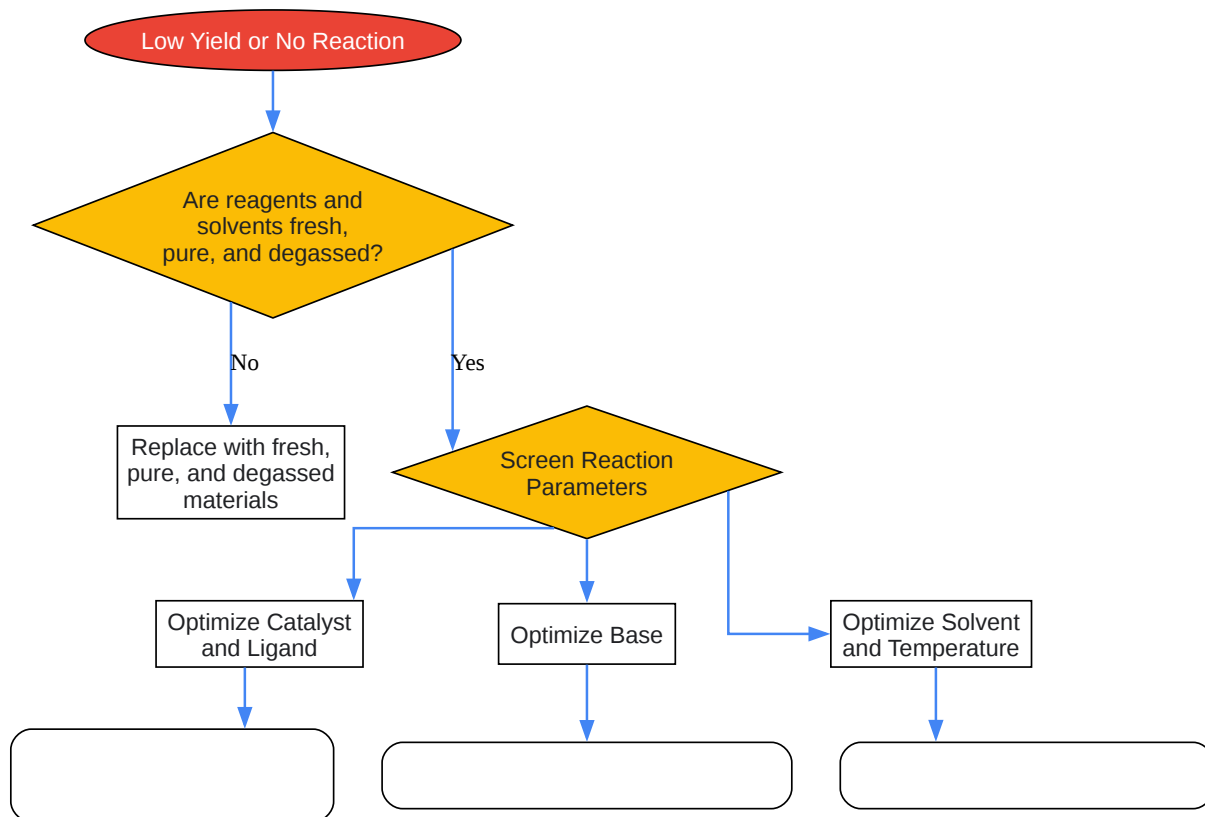 Low Yield or No Reaction
Are reagents and
solvents fresh,
pure, and degassed?
No
Yes
Replace with fresh,
pure, and degassed
materials
Screen Reaction
Parameters
Optimize Catalyst
and Ligand
Optimize Base
Optimize Solvent
and Temperature